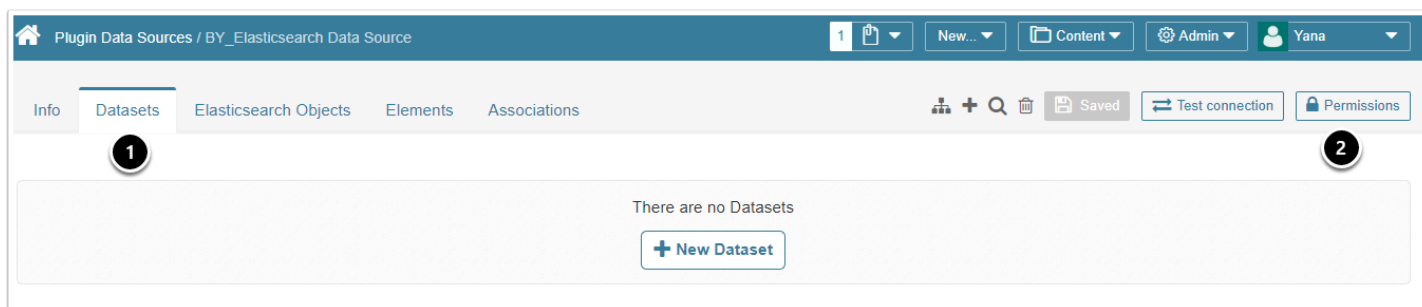 Plugin Data Sources / BY_Elasticsearch Data Source 1 New... Content Admin Yana
Info Datasets Elasticsearch Objects Elements Associations Saved Test connection Permissions
1 2
There are no Datasets
New Dataset